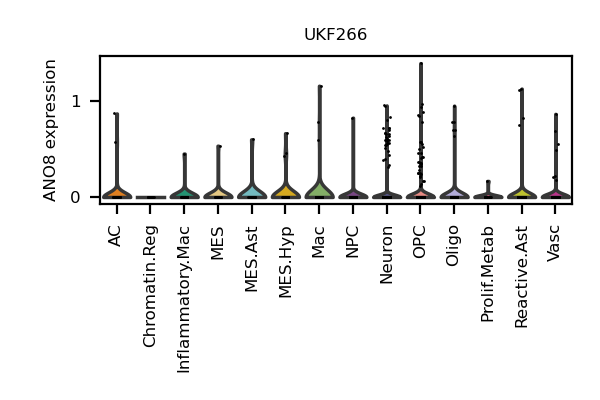 UKF266
ANO8 expression
1
0
AC
Chromatin.Reg
Inflammatory.Mac
MES
MES.Ast
MES.Hyp
Mac
NPC
Neuron
OPC
Oligo
Prolif.Metab
Reactive.Ast
Vasc